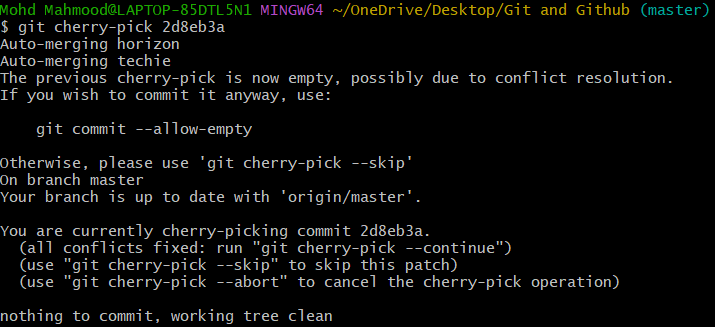 Mohd Mahmood@LAPTOP-85DTL5N1 MINGW64 ~/OneDrive/Desktop/Git and Github (master)
$ git cherry-pick 2d8eb3a
Auto-merging horizon
Auto-merging techie
The previous cherry-pick is now empty, possibly due to conflict resolution.
If you wish to commit it anyway, use:

    git commit --allow-empty

Otherwise, please use 'git cherry-pick --skip'
On branch master
Your branch is up to date with 'origin/master'.

You are currently cherry-picking commit 2d8eb3a.
  (all conflicts fixed: run "git cherry-pick --continue")
  (use "git cherry-pick --skip" to skip this patch)
  (use "git cherry-pick --abort" to cancel the cherry-pick operation)

nothing to commit, working tree clean